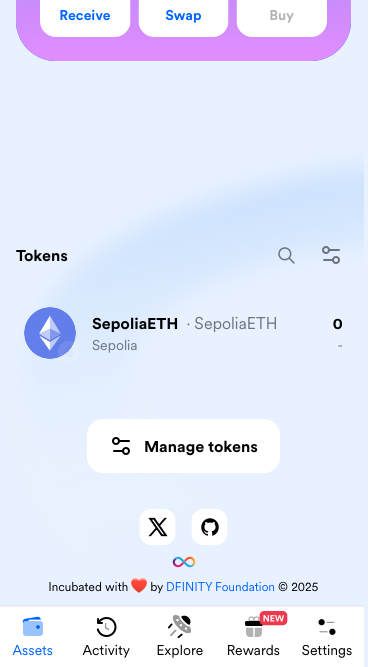 Receive Swap Buy
Tokens
SepoliaETH · SepoliaETH 0
Sepolia -
Manage tokens
Incubated with ❤️ by DFINITY Foundation © 2025
NEW
Assets Activity Explore Rewards Settings